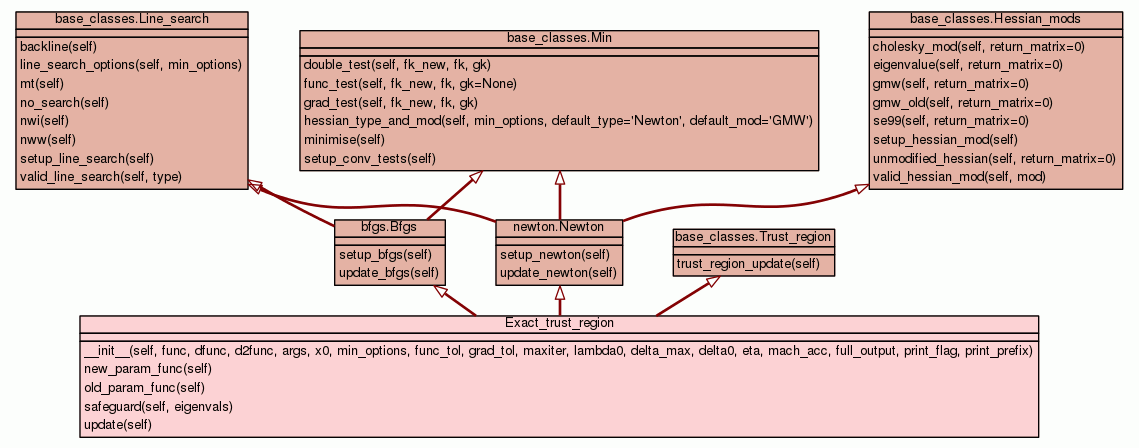 base_classes.Line_search
backline(self)
line_search_options(self, min_options)
mt(self)
no_search(self)
nwi(self)
nww(self)
setup_line_search(self)
valid_line_search(self, type)
base_classes.Min
double_test(self, fk_new, fk, gk)
func_test(self, fk_new, fk, gk=None)
grad_test(self, fk_new, fk, gk)
hessian_type_and_mod(self, min_options, default_type='Newton', default_mod='GMW')
minimise(self)
setup_conv_tests(self)
base_classes.Hessian_mods
cholesky_mod(self, return_matrix=0)
eigenvalue(self, return_matrix=0)
gmw(self, return_matrix=0)
gmw_old(self, return_matrix=0)
se99(self, return_matrix=0)
setup_hessian_mod(self)
unmodified_hessian(self, return_matrix=0)
valid_hessian_mod(self, mod)
bfgs.Bfgs
setup_bfgs(self)
update_bfgs(self)
newton.Newton
setup_newton(self)
update_newton(self)
base_classes.Trust_region
trust_region_update(self)
Exact_trust_region
__init__(self, func, dfunc, d2func, args, x0, min_options, func_tol, grad_tol, maxiter, lambda0, delta_max, delta0, eta, mach_acc, full_output, print_flag, print_prefix)
new_param_func(self)
old_param_func(self)
safeguard(self, eigenvals)
update(self)